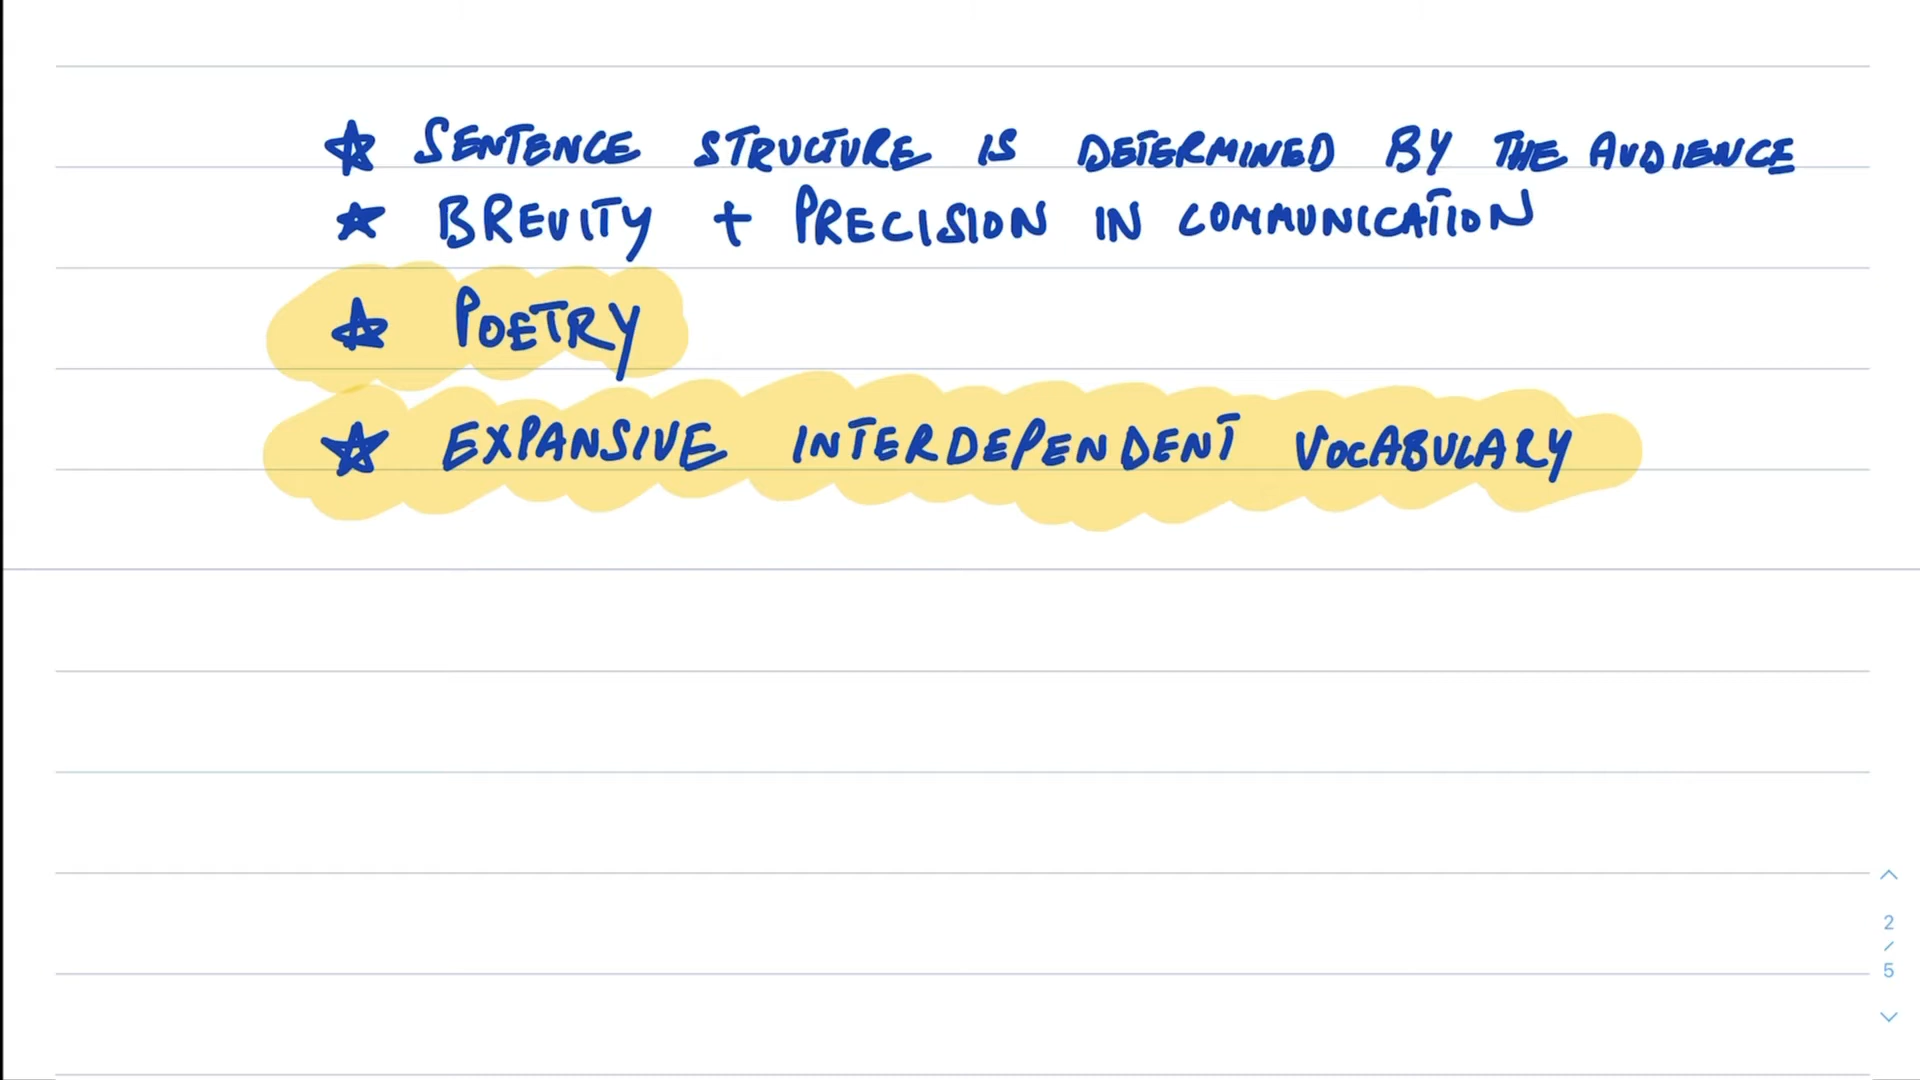 ☆ SENTENCE STRUCTURE IS DETERMINED BY THE AUDIENCE
☆ BREVITY + PRECISION IN COMMUNICATION
☆ POETRY
☆ EXPANSIVE INTERDEPENDENT VOCABULARY
2
/
5